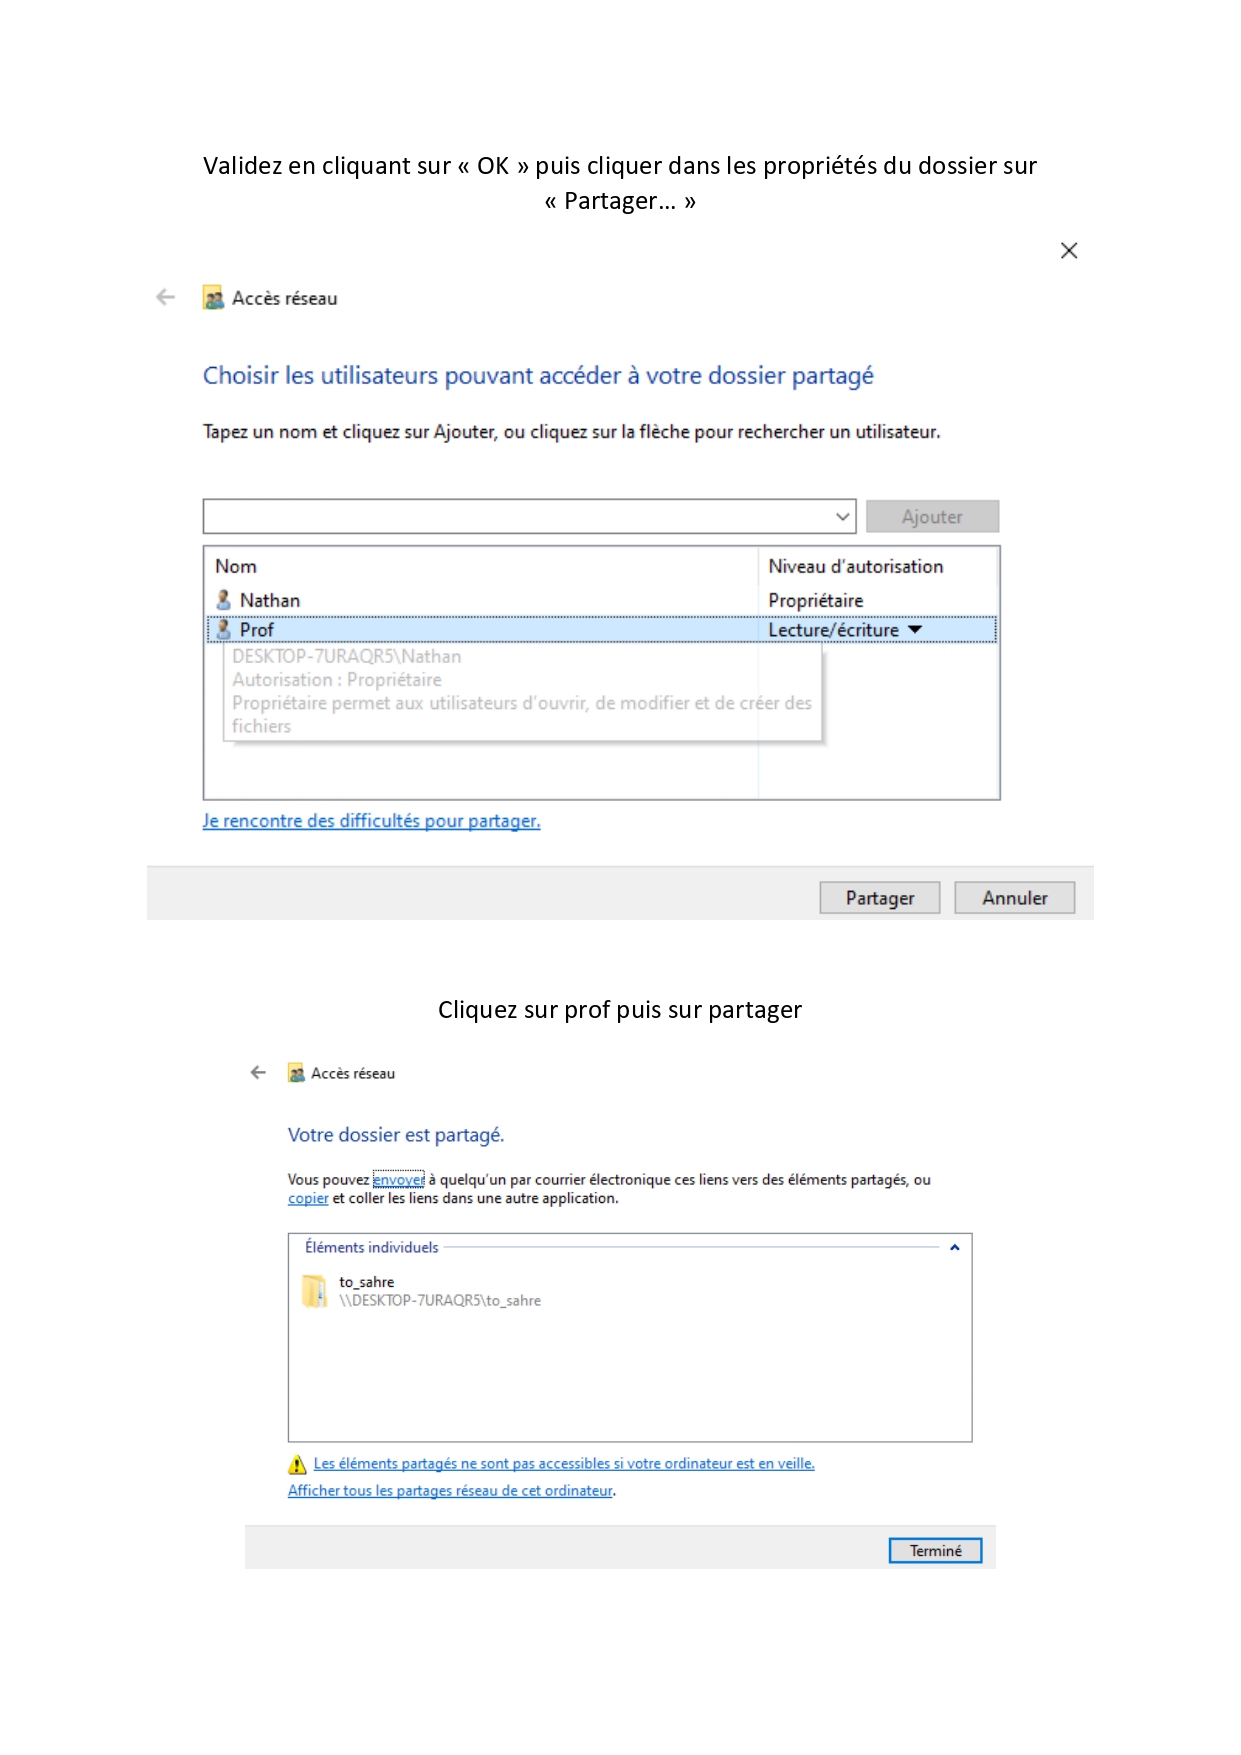 Validez en cliquant sur « OK » puis cliquer dans les propriétés du dossier sur
« Partager... »
Accès réseau
Choisir les utilisateurs pouvant accéder à votre dossier partagé
Tapez un nom et cliquez sur Ajouter, ou cliquez sur la flèche pour rechercher un utilisateur.
Ajouter
Nom Niveau d'autorisation
Nathan Propriétaire
Prof Lecture/écriture
DESKTOP-7URAQR5\Nathan
Autorisation : Propriétaire
Propriétaire permet aux utilisateurs d'ouvrir, de modifier et de créer des
fichiers
Je rencontre des difficultés pour partager.
Partager Annuler
Cliquez sur prof puis sur partager
Accès réseau
Votre dossier est partagé.
Vous pouvez envoyer à quelqu'un par courrier électronique ces liens vers des éléments partagés, ou
copier et coller les liens dans une autre application.
Éléments individuels
to_sahre
\\DESKTOP-7URAQR5\to_sahre
Les éléments partagés ne sont pas accessibles si votre ordinateur est en veille.
Afficher tous les partages réseau de cet ordinateur.
Terminé